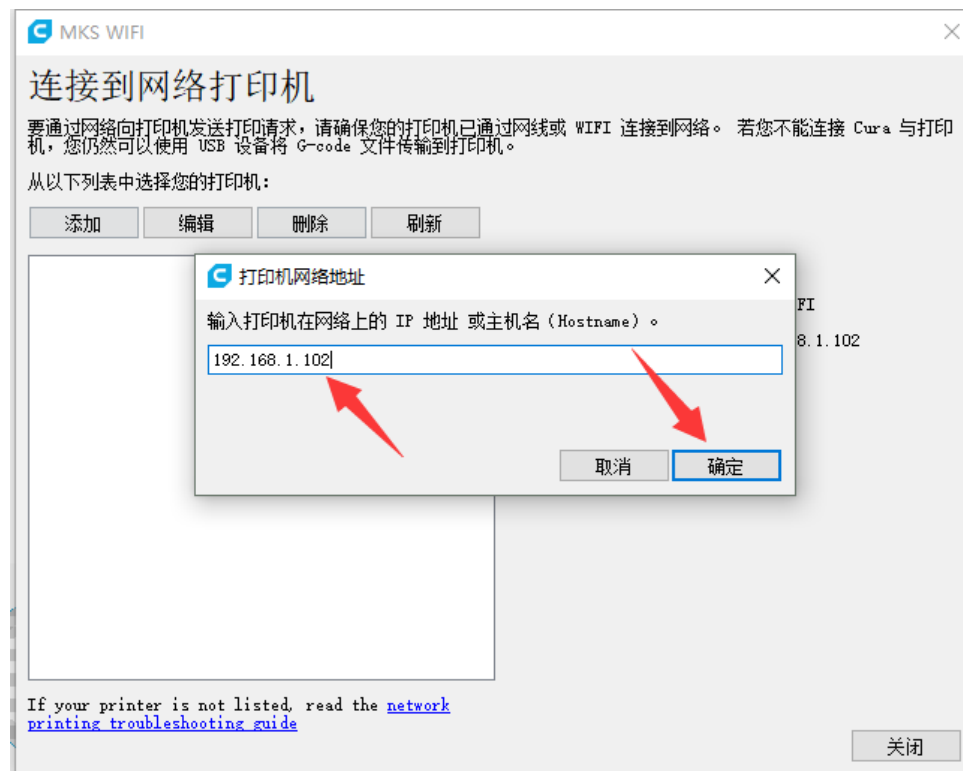 MKS WIFI
连接到网络打印机
要通过网络向打印机发送打印请求，请确保您的打印机已通过网线或 WIFI 连接到网络。 若您不能连接 Cura 与打印
机，您仍然可以使用 USB 设备将 G-code 文件传输到打印机。
从以下列表中选择您的打印机：
添加 编辑 删除 刷新
打印机网络地址
输入打印机在网络上的 IP 地址 或主机名（Hostname）。
FI
192.168.1.102
8.1.102
取消 确定
If your printer is not listed, read the network
printing troubleshooting guide
关闭